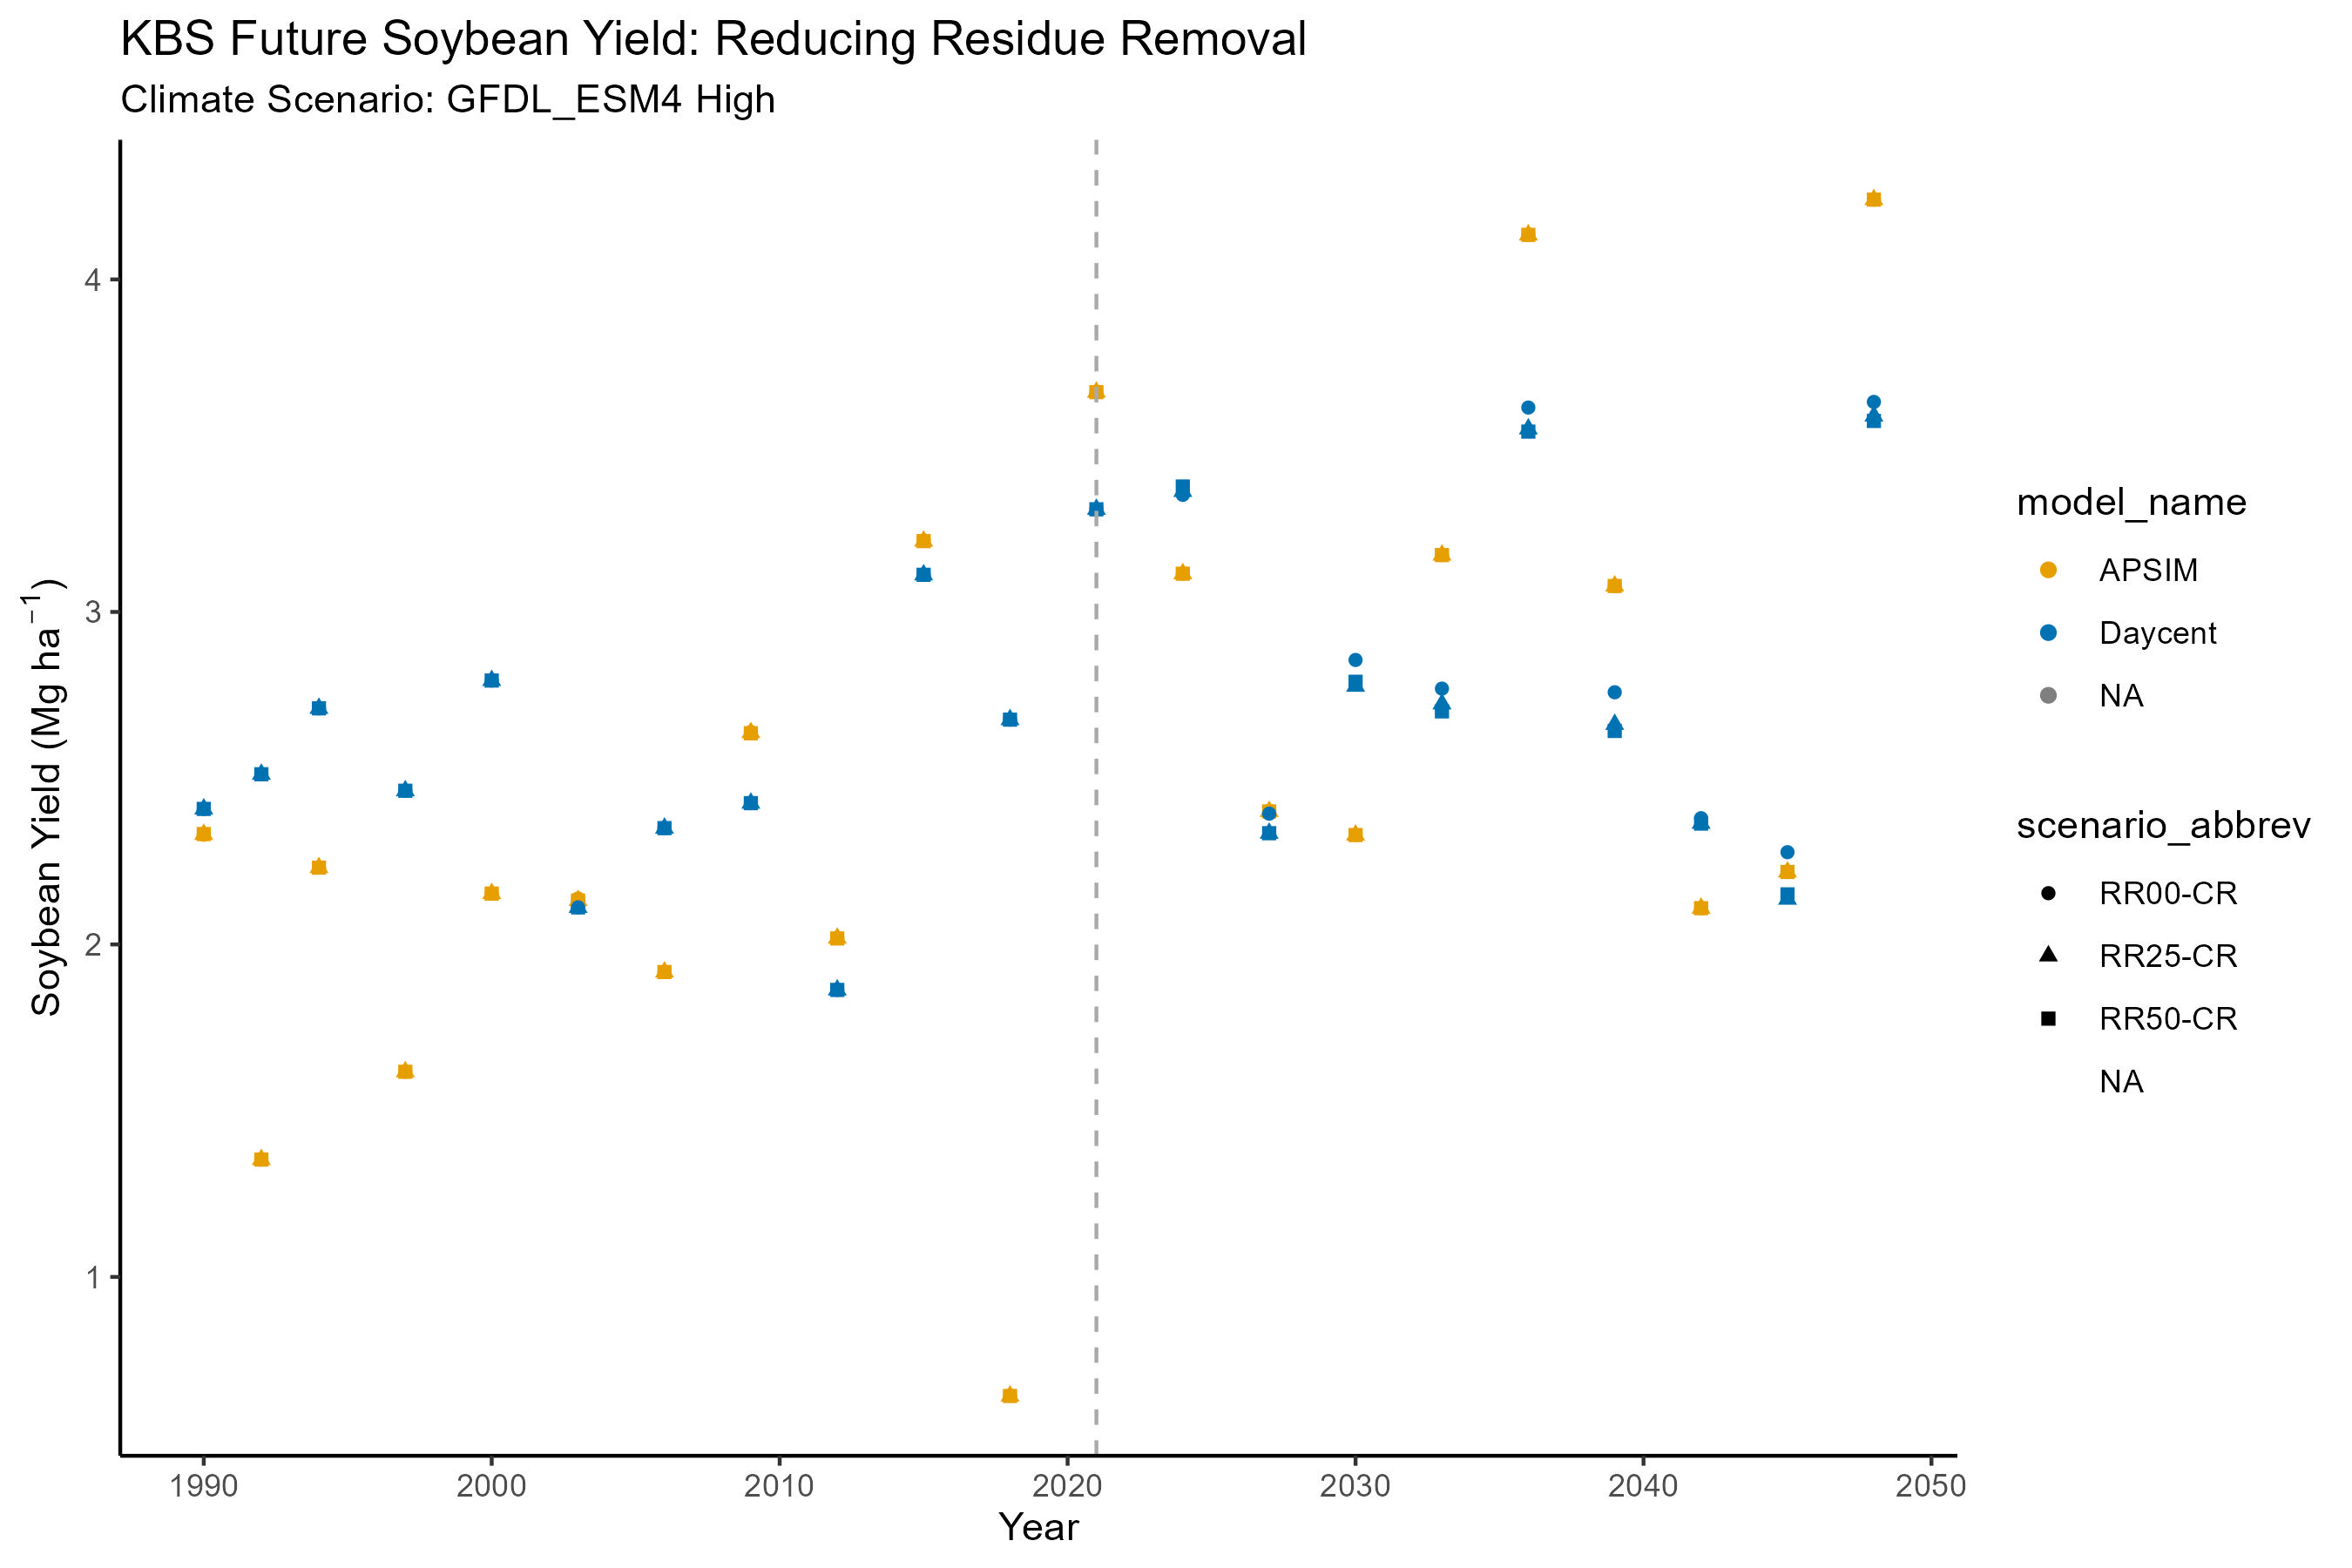 KBS Future Soybean Yield: Reducing Residue Removal
Climate Scenario: GFDL_ESM4 High
Soybean Yield (Mg ha⁻¹)
4
3
2
1
1990 2000 2010 2020 2030 2040 2050
Year
model_name
APSIM
Daycent
NA
scenario_abbrev
RR00-CR
RR25-CR
RR50-CR
NA